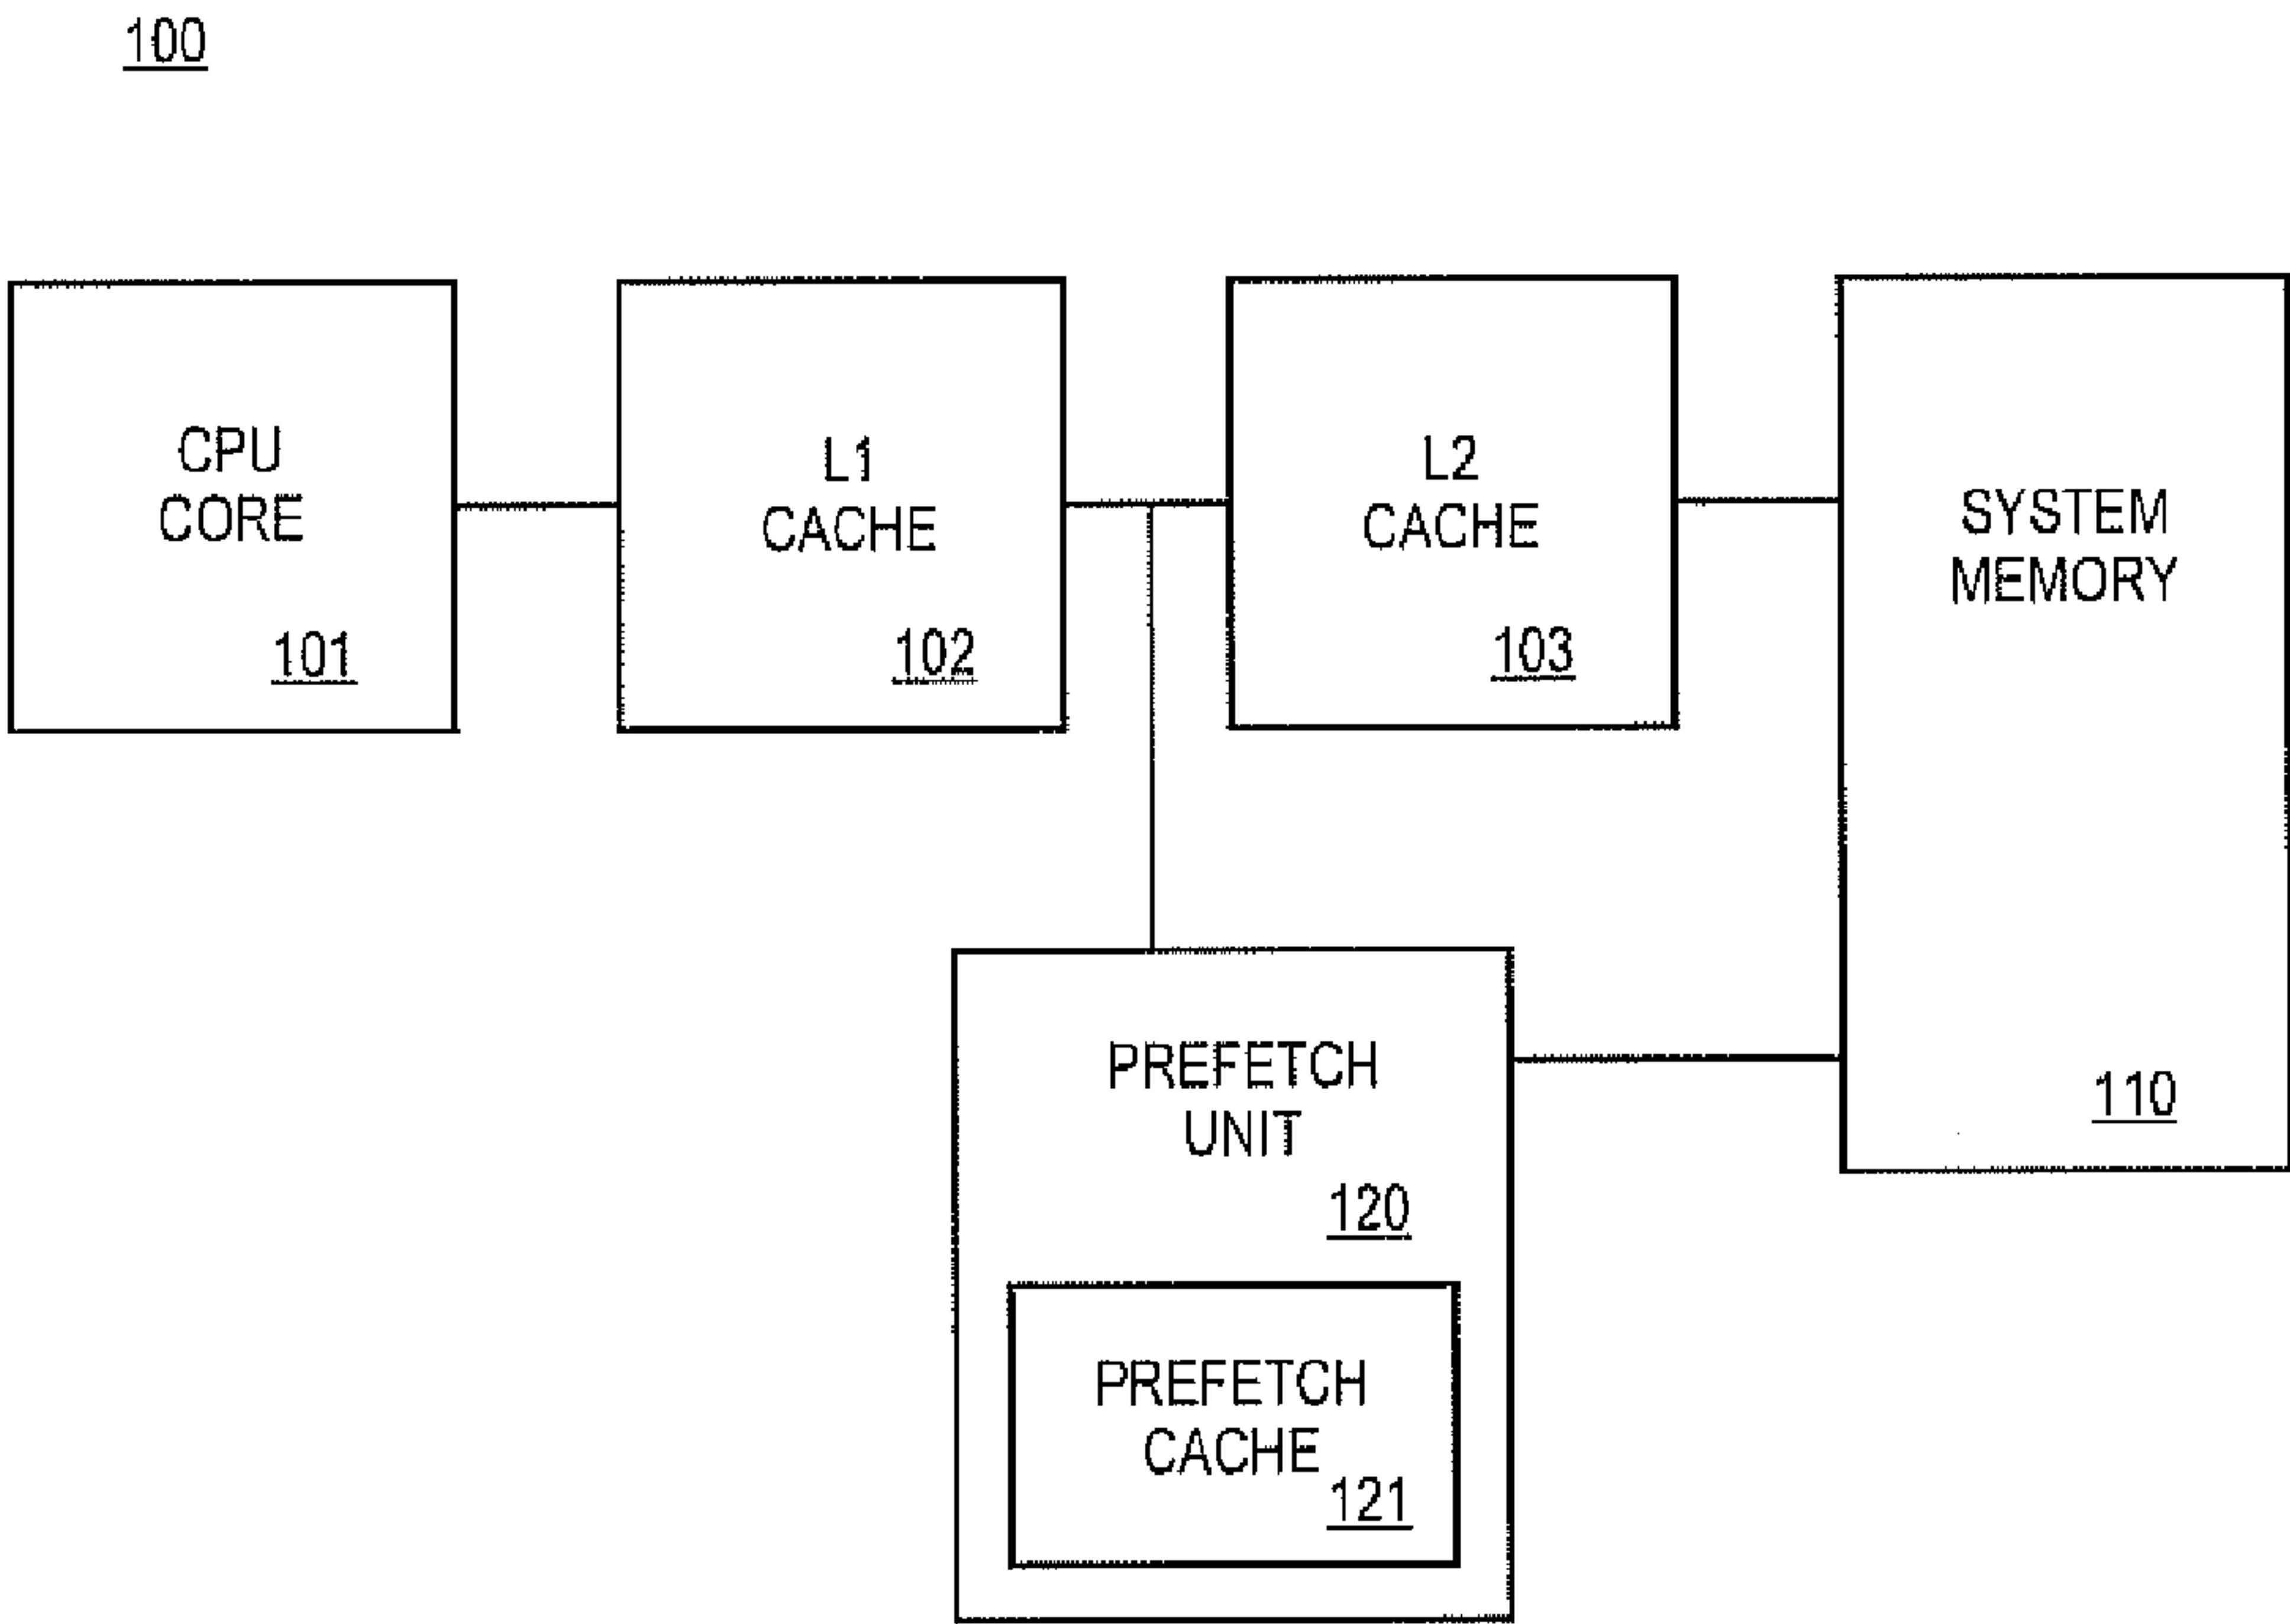 100
CPU
CORE
101
L1
CACHE
102
L2
CACHE
103
SYSTEM
MEMORY
110
PREFETCH
UNIT
120
PREFETCH
CACHE
121